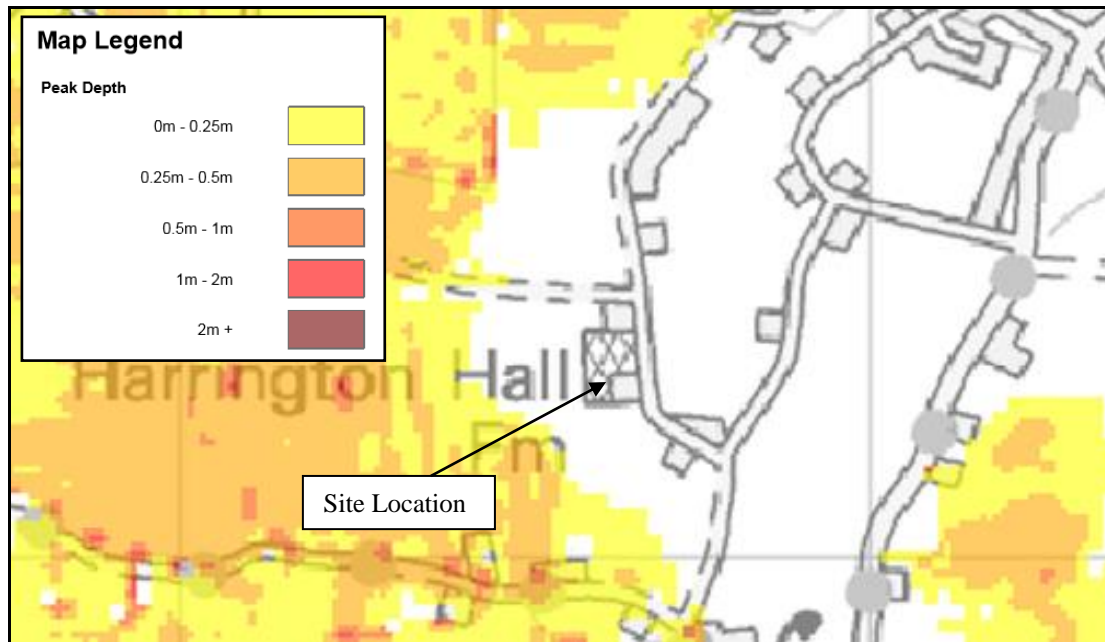 Map Legend
Peak Depth
0m - 0.25m
0.25m - 0.5m
0.5m - 1m
1m - 2m
2m +
Harrington Hall
Fm
Site Location